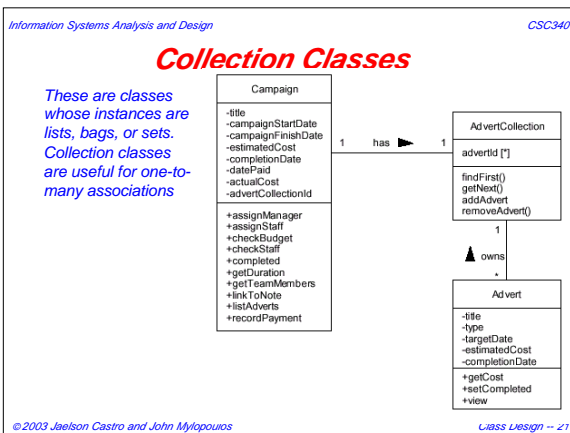 Information Systems Analysis and Design CSC340
Collection Classes
These are classes
whose instances are
lists, bags, or sets.
Collection classes
are useful for one-to-
many associations
Campaign
-title
-campaignStartDate
-campaignFinishDate
-estimatedCost
-completionDate
-datePaid
-actualCost
-advertCollectionId
+assignManager
+assignStaff
+checkBudget
+checkStaff
+completed
+getDuration
+getTeamMembers
+linkToNote
+listAdverts
+recordPayment
1 has 1
AdvertCollection
advertId [*]
findFirst()
getNext()
addAdvert
removeAdvert()
1
owns
*
Advert
-title
-type
-targetDate
-estimatedCost
-completionDate
+getCost
+setCompleted
+view
©2003 Jaelson Castro and John Mylopoulos Class Design -- 21